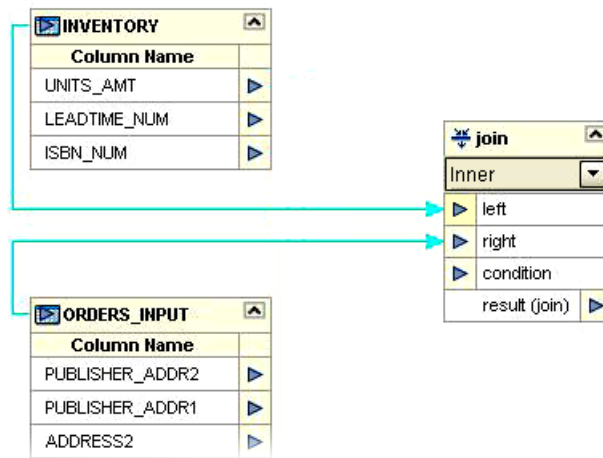 INVENTORY
Column Name
UNITS_AMT
LEADTIME_NUM
ISBN_NUM
join
Inner
left
right
condition
result (join)
ORDERS_INPUT
Column Name
PUBLISHER_ADDR2
PUBLISHER_ADDR1
ADDRESS2